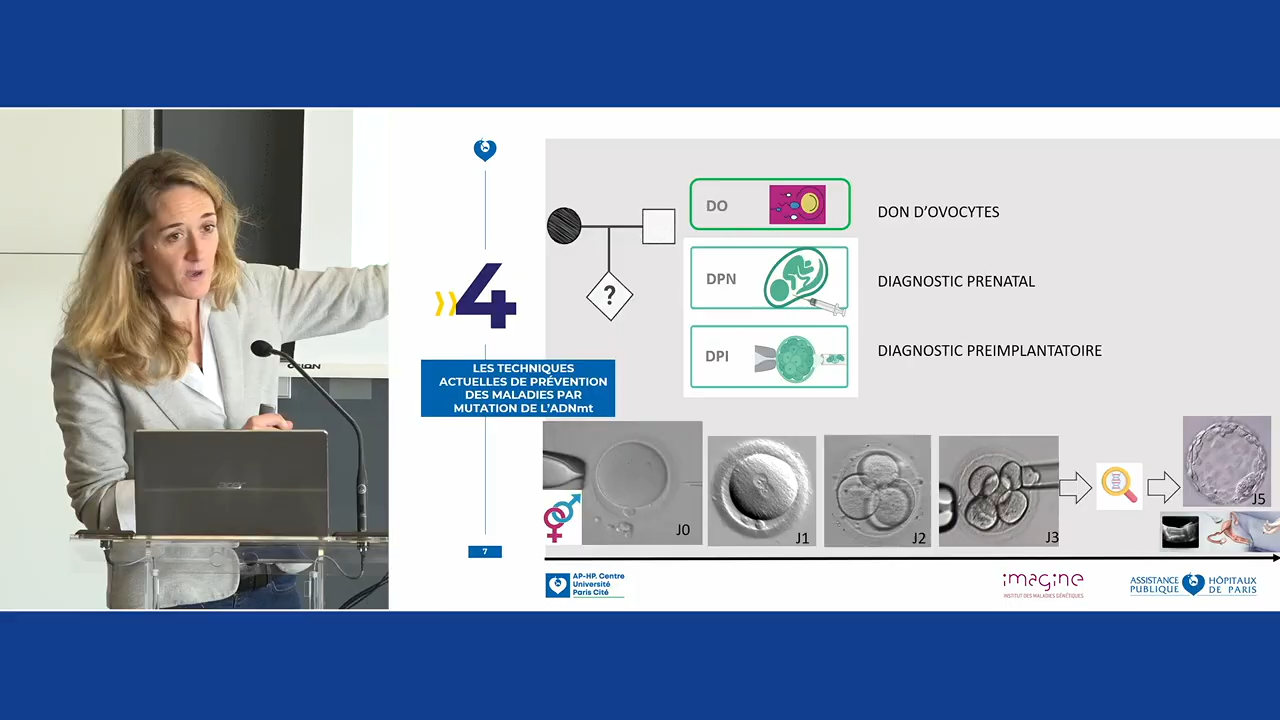 DO
DON D'OVOCYTES
?
DPN
DIAGNOSTIC PRENATAL
DPI
DIAGNOSTIC PREIMPLANTATOIRE
»4
LES TECHNIQUES
ACTUELLES DE PRÉVENTION
DES MALADIES PAR
MUTATION DE L'ADNmt
acer
J0
J1
J2
J3
J5
7
AP-HP. Centre
Université
Paris Cité
imagine
INSTITUT DES MALADIES GÉNÉTIQUES
ASSISTANCE
PUBLIQUE
HÔPITAUX
DE PARIS